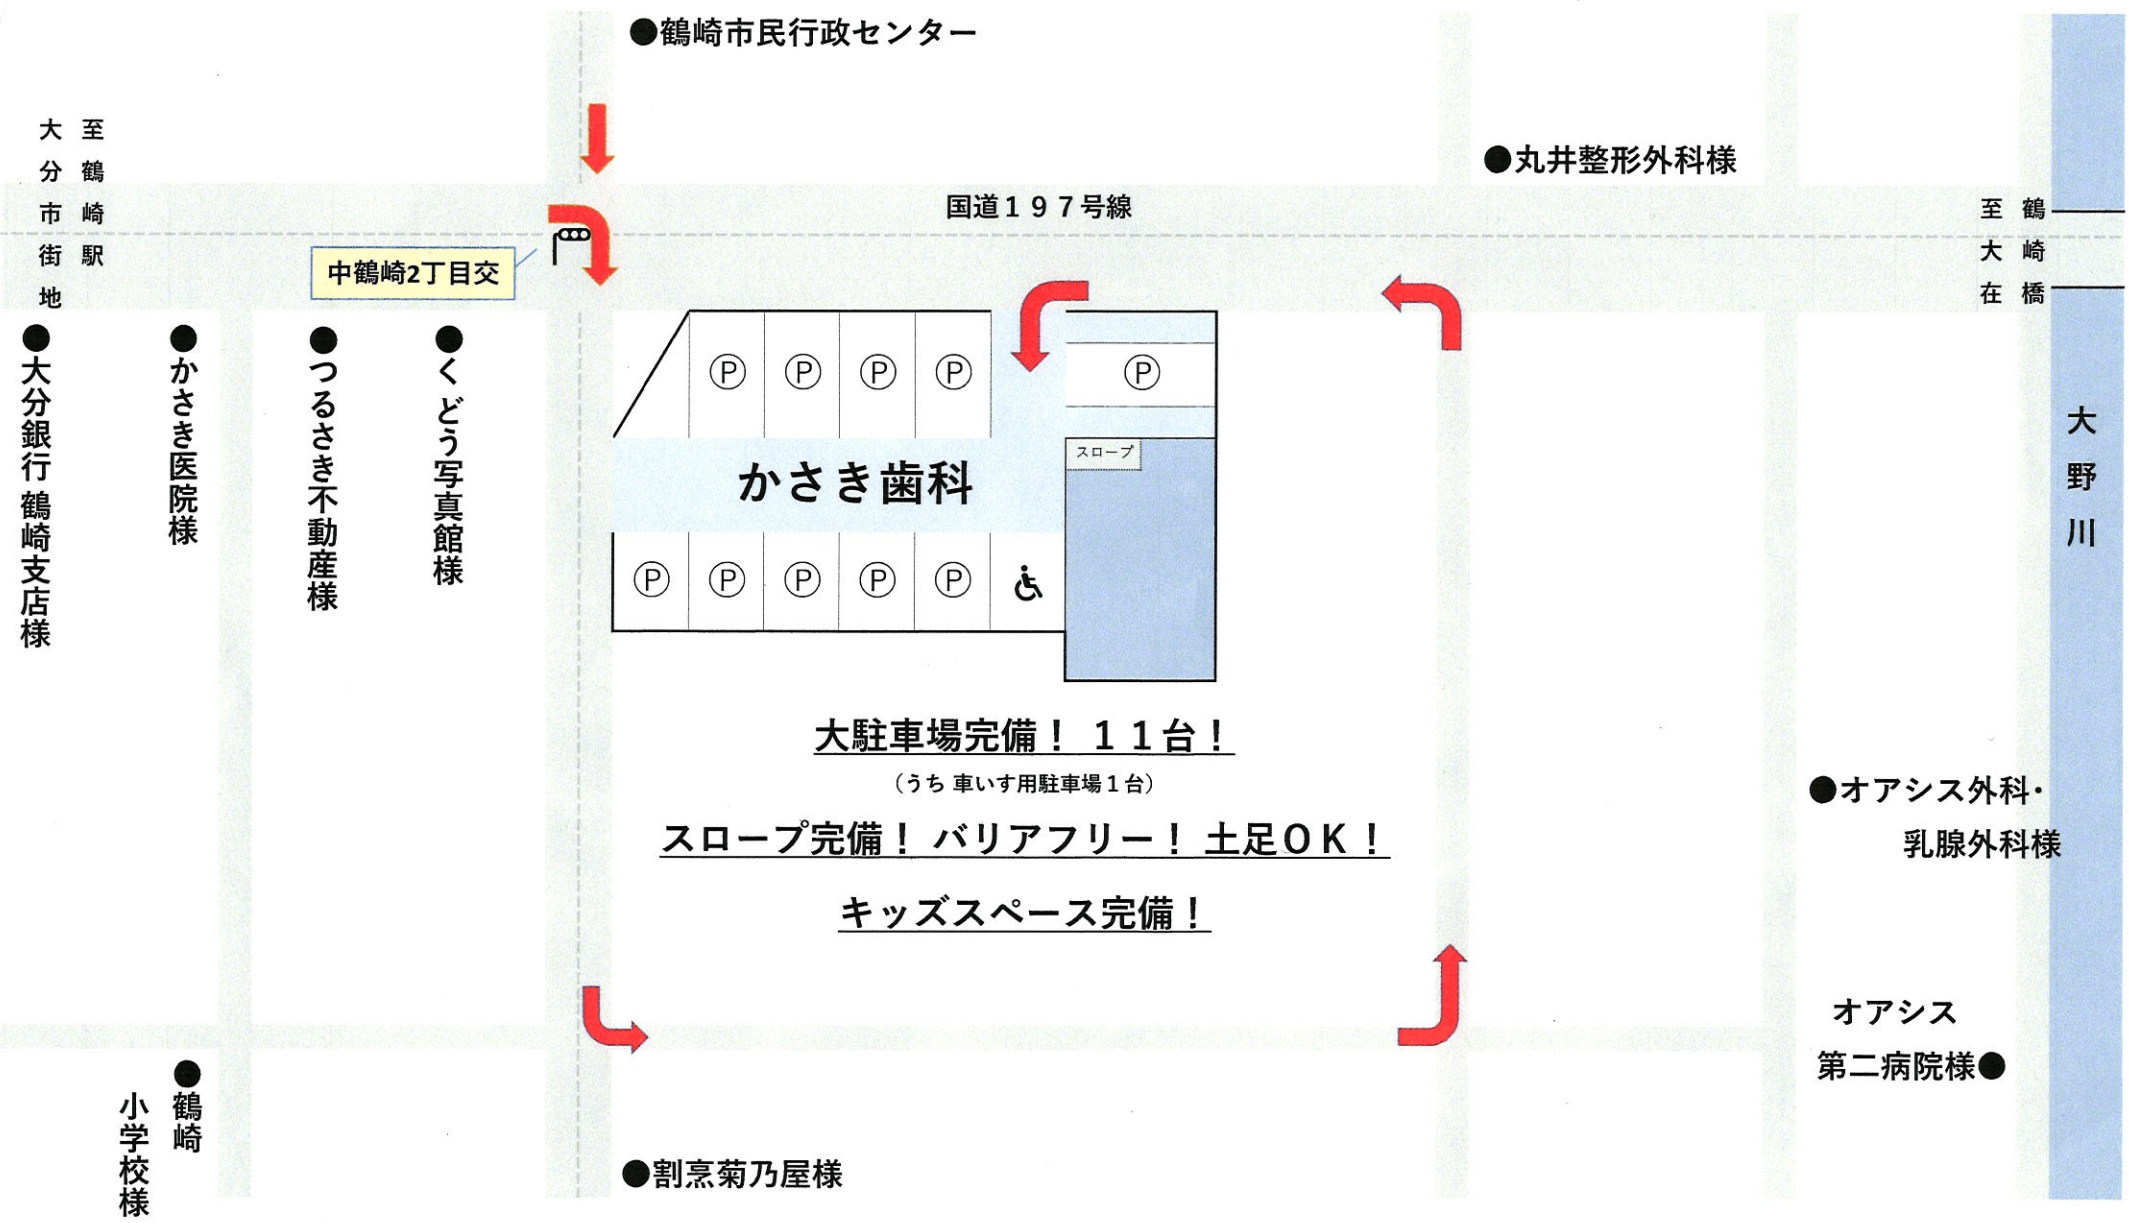 ●鶴崎市民行政センター
至鶴崎駅
大分市街地
●丸井整形外科様
国道197号線
中鶴崎2丁目交
鶴崎橋
至大在
●大分銀行 鶴崎支店様
●かさき医院様
●つるさき不動産様
●くどう写真館様
Ⓟ Ⓟ Ⓟ Ⓟ Ⓟ
スロープ
かさき歯科
大野川
Ⓟ Ⓟ Ⓟ Ⓟ Ⓟ
大駐車場完備！ 11台！
（うち 車いす用駐車場1台）
スロープ完備！ バリアフリー！ 土足OK！
キッズスペース完備！
●オアシス外科・
乳腺外科様
オアシス
第二病院様●
●鶴崎
小学校様
●割烹菊乃屋様